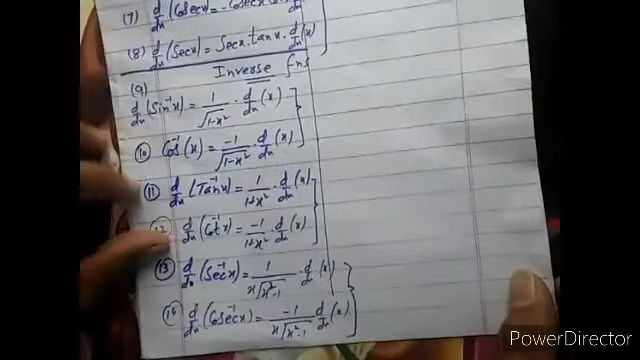 (7) d/dx (Cosecx) = -Cosecx
(8) d/dx (Secx) = Secx.tanx. d/dx (x)
Inverse fns
(9)
d/dx (Sin⁻¹x) = 1/√1-x² . d/dx (x)
(10) Cos⁻¹(x) = -1/√1-x² . d/dx (x)
(11) d/dx (Tan⁻¹x) = 1/1+x² . d/dx (x)
(12) d/dx (Cot⁻¹x) = -1/1+x² . d/dx (x)
(13) d/dx (Sec⁻¹x) = 1/x√x²-1 . d/dx (x)
(14) d/dx (Cosec⁻¹x) = -1/x√x²-1 d/dx (x)
PowerDirector